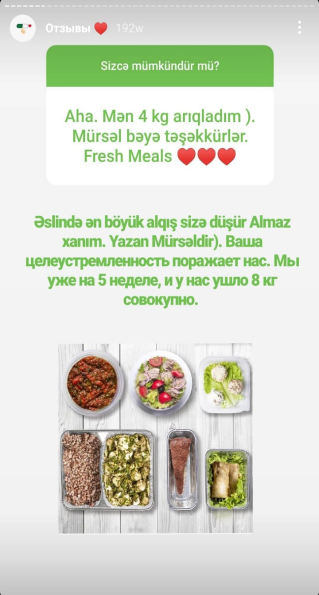 Отзывы ❤️ 192w
Sizcə mümkündür mü?
Aha. Mən 4 kg arıqladım ).
Mürsəl bəyə təşəkkürlər.
Fresh Meals ❤️❤️❤️
Əslində ən böyük alqış sizə düşür Almaz
xanım. Yazan Mürsəldir). Ваша
целеустремленность поражает нас. Мы
уже на 5 неделе, и у нас ушло 8 кг
совокупно.